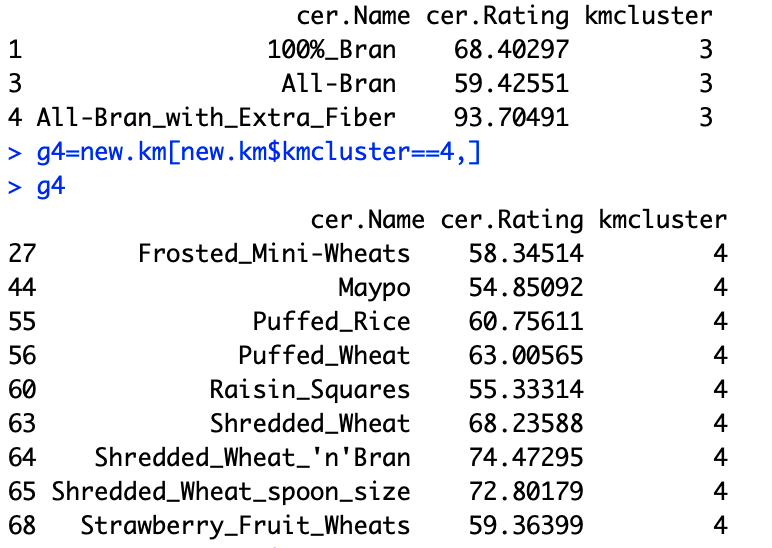 cer.Name cer.Rating kmcluster
1 100%_Bran 68.40297 3
3 All-Bran 59.42551 3
4 All-Bran_with_Extra_Fiber 93.70491 3
> g4=new.km[new.km$kmcluster==4,]
> g4
cer.Name cer.Rating kmcluster
27 Frosted_Mini-Wheats 58.34514 4
44 Maypo 54.85092 4
55 Puffed_Rice 60.75611 4
56 Puffed_Wheat 63.00565 4
60 Raisin_Squares 55.33314 4
63 Shredded_Wheat 68.23588 4
64 Shredded_Wheat_'n'Bran 74.47295 4
65 Shredded_Wheat_spoon_size 72.80179 4
68 Strawberry_Fruit_Wheats 59.36399 4